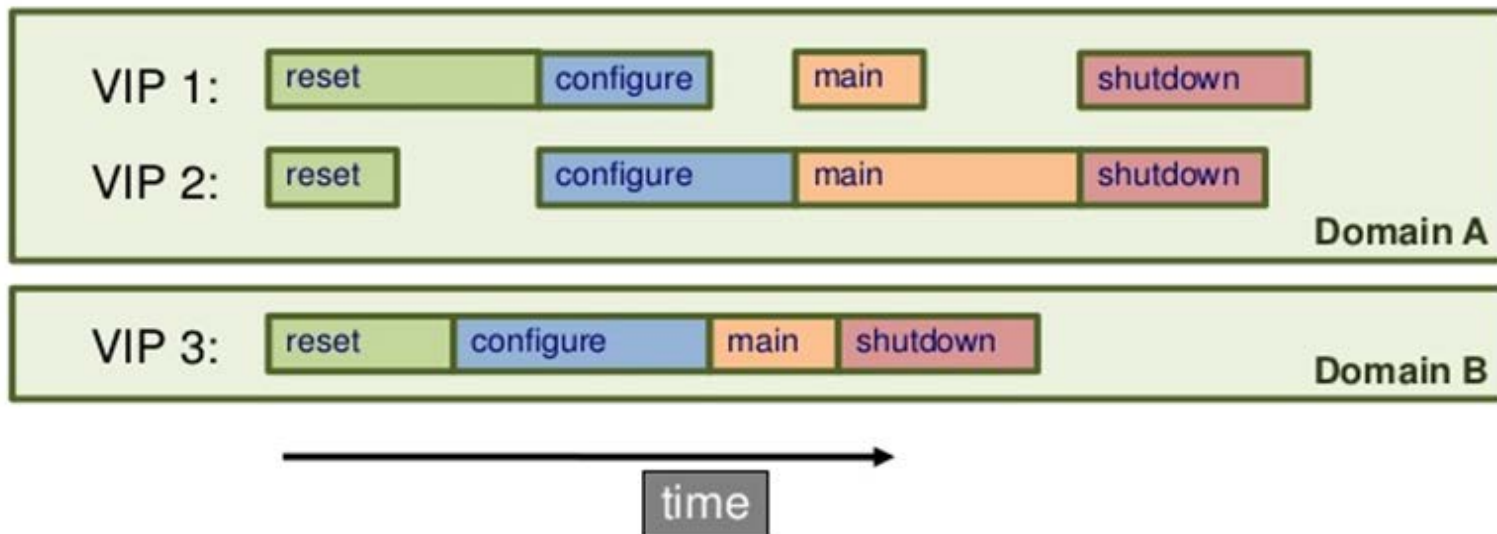 VIP 1: reset configure main shutdown
VIP 2: reset configure main shutdown
Domain A
VIP 3: reset configure main shutdown
Domain B
time